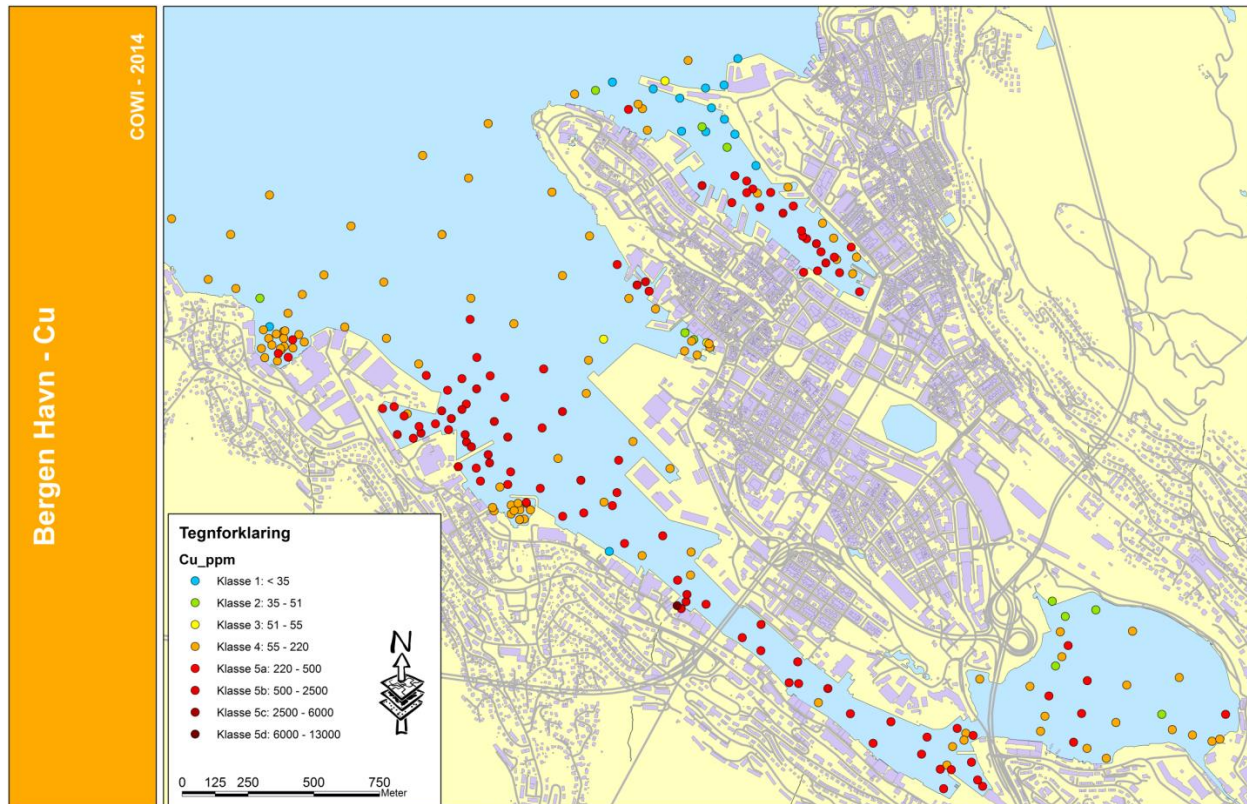 Bergen Havn - Cu
COWI - 2014
Tegnforklaring
Cu_ppm
Klasse 1: < 35
Klasse 2: 35 - 51
Klasse 3: 51 - 55
Klasse 4: 55 - 220
Klasse 5a: 220 - 500
Klasse 5b: 500 - 2500
Klasse 5c: 2500 - 6000
Klasse 5d: 6000 - 13000
N
0 125 250 500 750
Meter